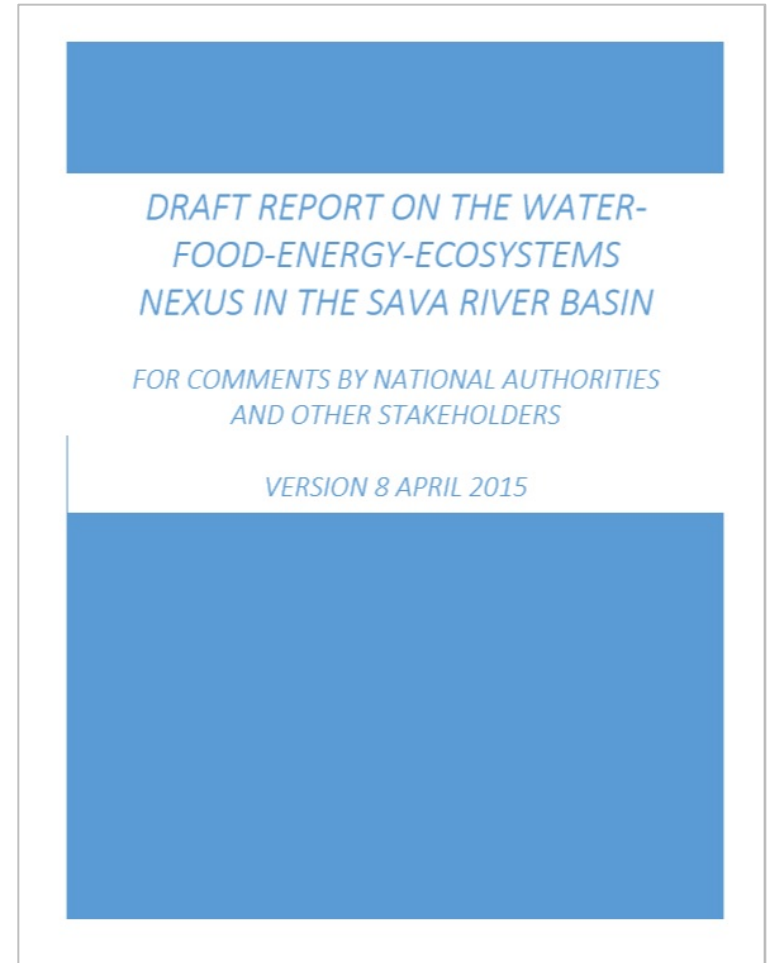 DRAFT REPORT ON THE WATER-
FOOD-ENERGY-ECOSYSTEMS
NEXUS IN THE SAVA RIVER BASIN
FOR COMMENTS BY NATIONAL AUTHORITIES
AND OTHER STAKEHOLDERS
VERSION 8 APRIL 2015